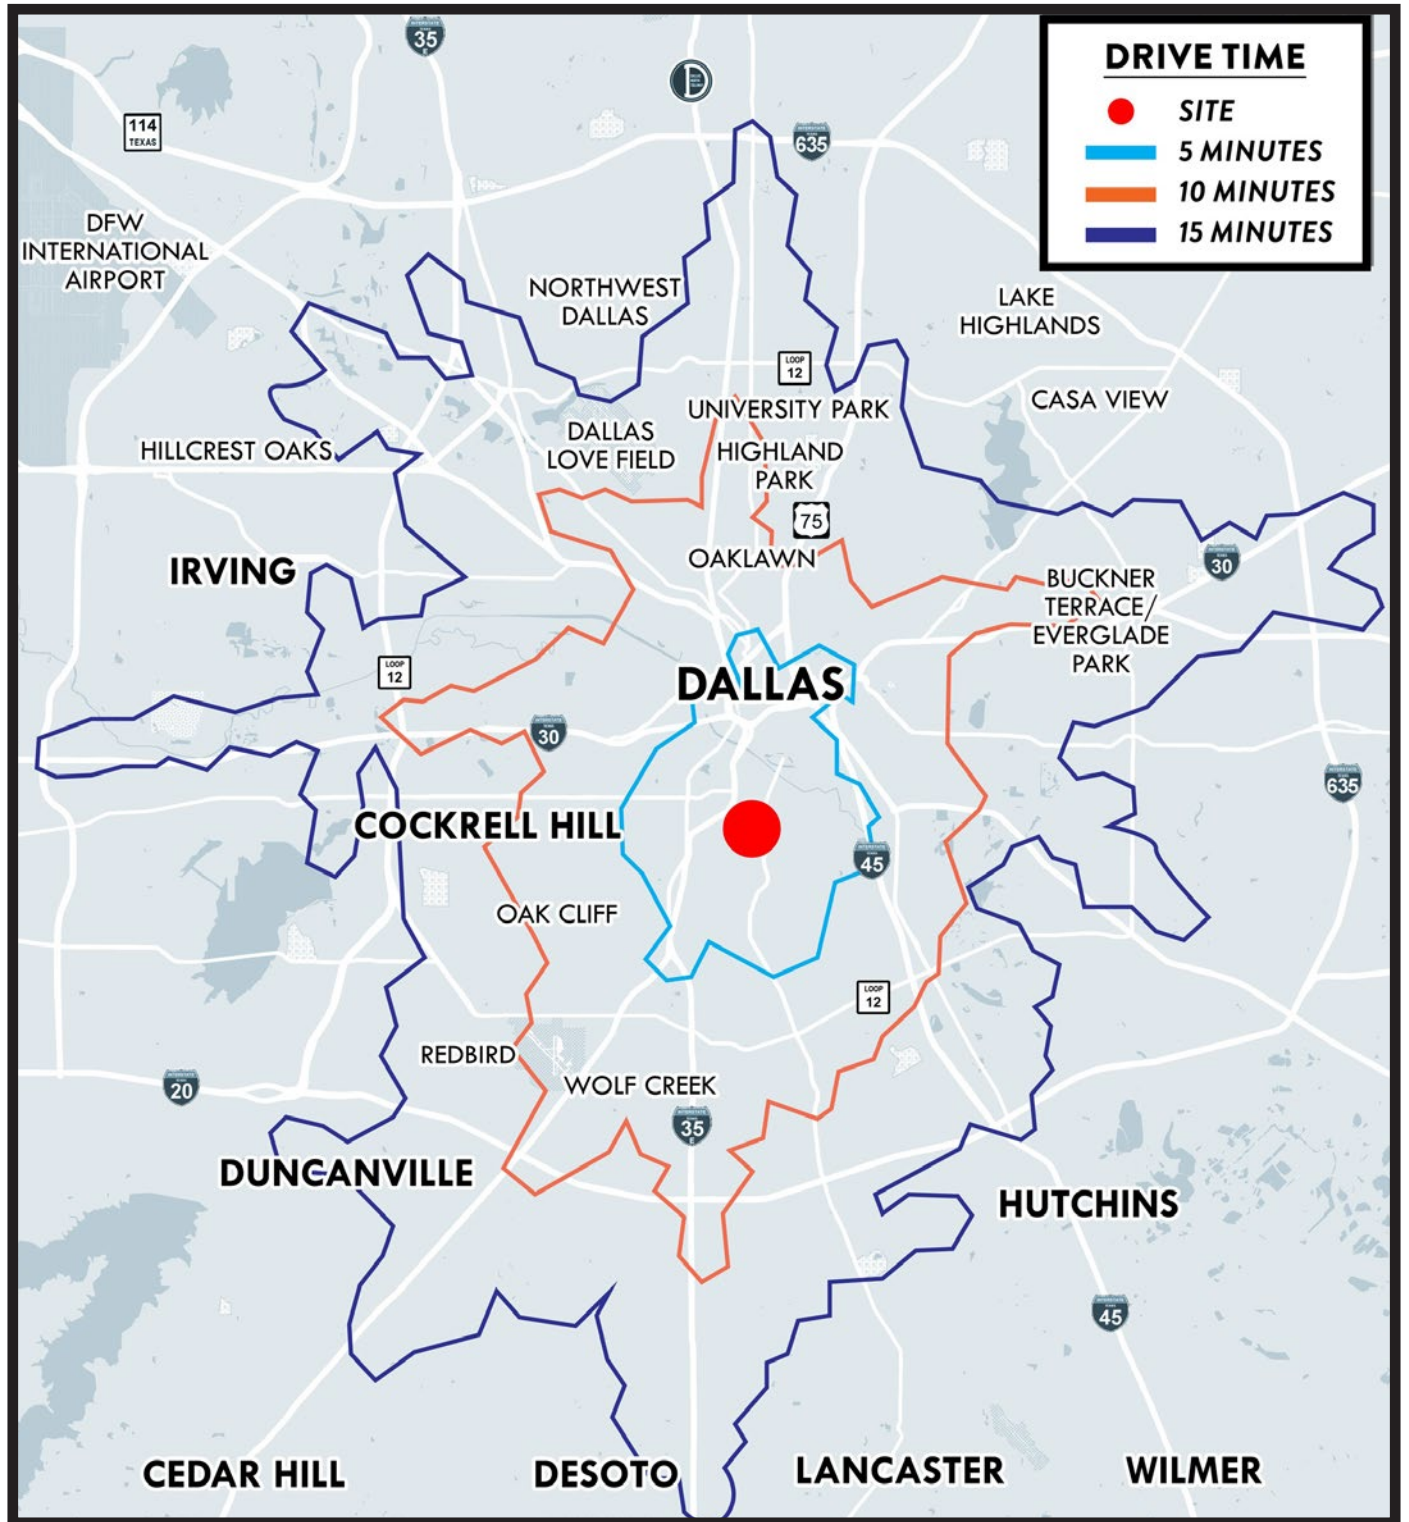 DRIVE TIME
SITE
5 MINUTES
10 MINUTES
15 MINUTES
INTERSTATE
35
E
D
635
114
TEXAS
DFW
INTERNATIONAL
AIRPORT
NORTHWEST
DALLAS
LAKE
HIGHLANDS
LOOP
12
UNIVERSITY PARK
CASA VIEW
DALLAS
LOVE FIELD
HIGHLAND
PARK
HILLCREST OAKS
75
OAKLAWN
IRVING
30
BUCKNER
TERRACE/
EVERGLADE
PARK
LOOP
12
DALLAS
30
635
COCKRELL HILL
45
OAK CLIFF
LOOP
12
REDBIRD
WOLF CREEK
20
35
E
DUNCANVILLE
HUTCHINS
45
CEDAR HILL
DESOTO
LANCASTER
WILMER